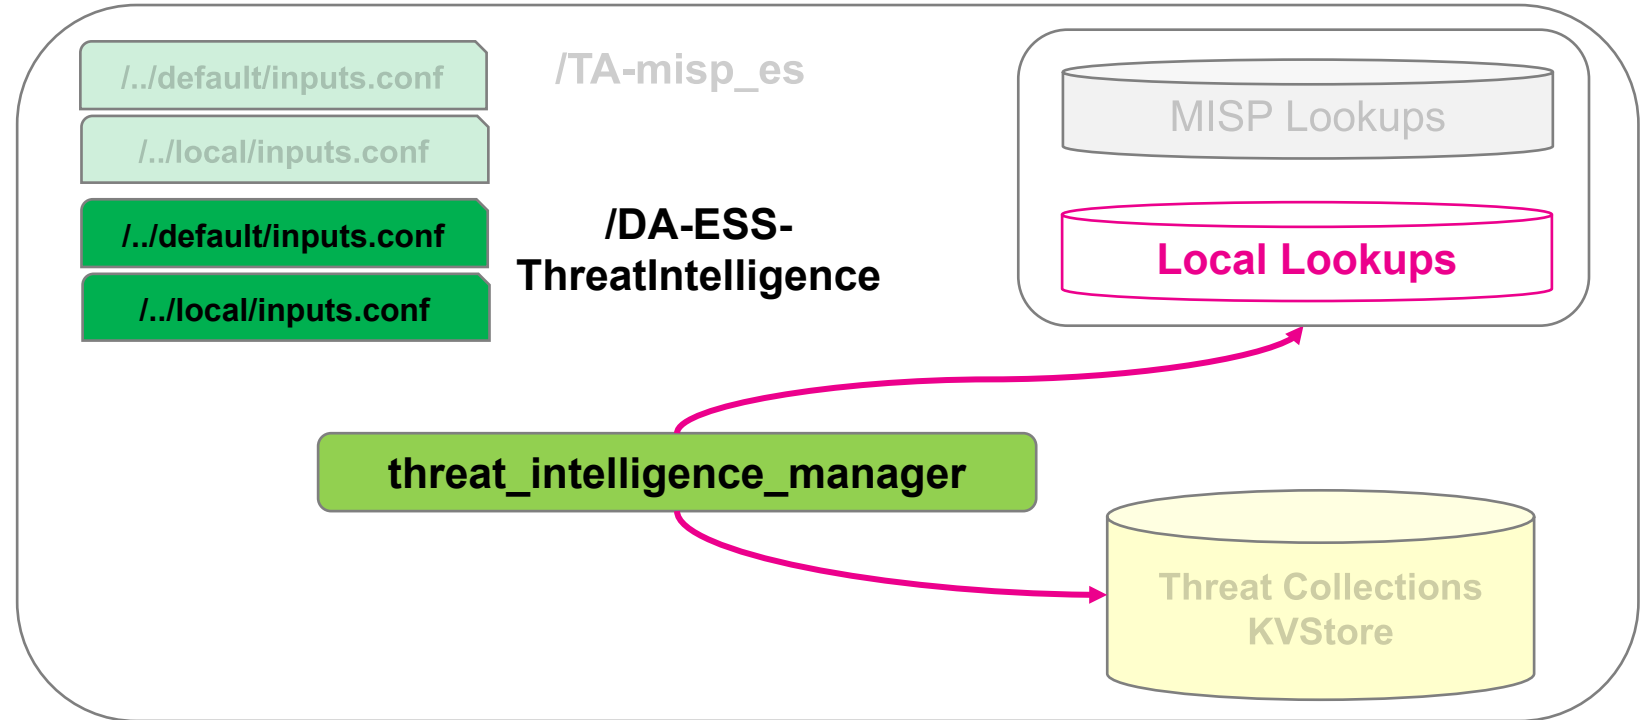 /../default/inputs.conf
/TA-misp_es
/../local/inputs.conf
MISP Lookups
/../default/inputs.conf
/../local/inputs.conf
/DA-ESS-
ThreatIntelligence
Local Lookups
threat_intelligence_manager
Threat Collections
KVStore